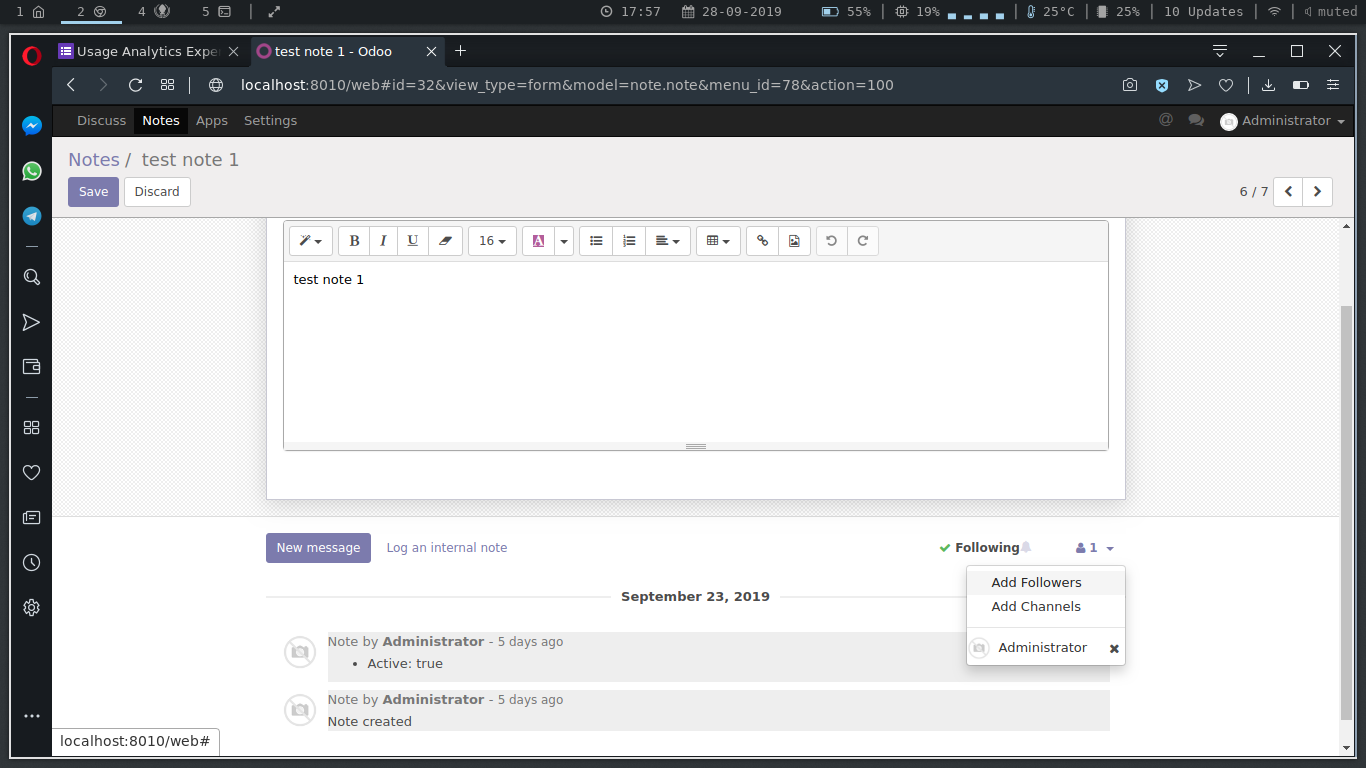 1 2 4 5 17:57 28-09-2019 55% 19% 25°C 25% 10 Updates muted
Usage Analytics Expe
test note 1 - Odoo
localhost:8010/web#id=32&view_type=form&model=note.note&menu_id=78&action=100
Discuss Notes Apps Settings @ Administrator
Notes / test note 1
Save Discard 6 / 7
B I U 16 A
test note 1
New message Log an internal note Following 1
Add Followers
Add Channels
Administrator
September 23, 2019
Note by Administrator - 5 days ago
• Active: true
Note by Administrator - 5 days ago
Note created
localhost:8010/web#